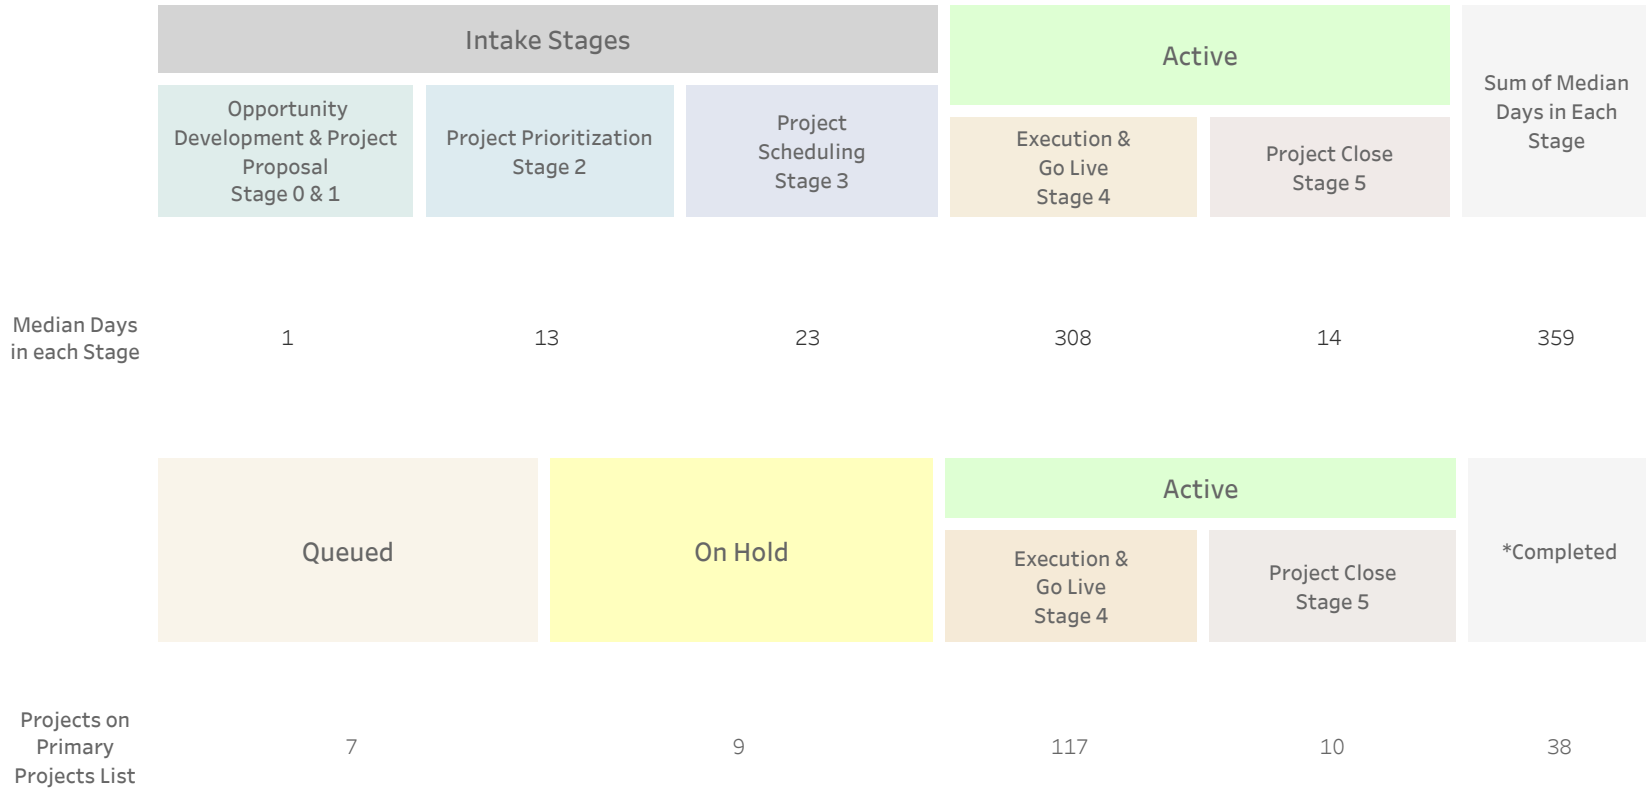 Intake Stages
Active
Sum of Median
Days in Each
Stage
Opportunity
Development & Project
Proposal
Stage 0 & 1
Project Prioritization
Stage 2
Project
Scheduling
Stage 3
Execution &
Go Live
Stage 4
Project Close
Stage 5
Median Days
in each Stage
1
13
23
308
14
359
Queued
On Hold
Active
Execution &
Go Live
Stage 4
Project Close
Stage 5
*Completed
Projects on
Primary
Projects List
7
9
117
10
38